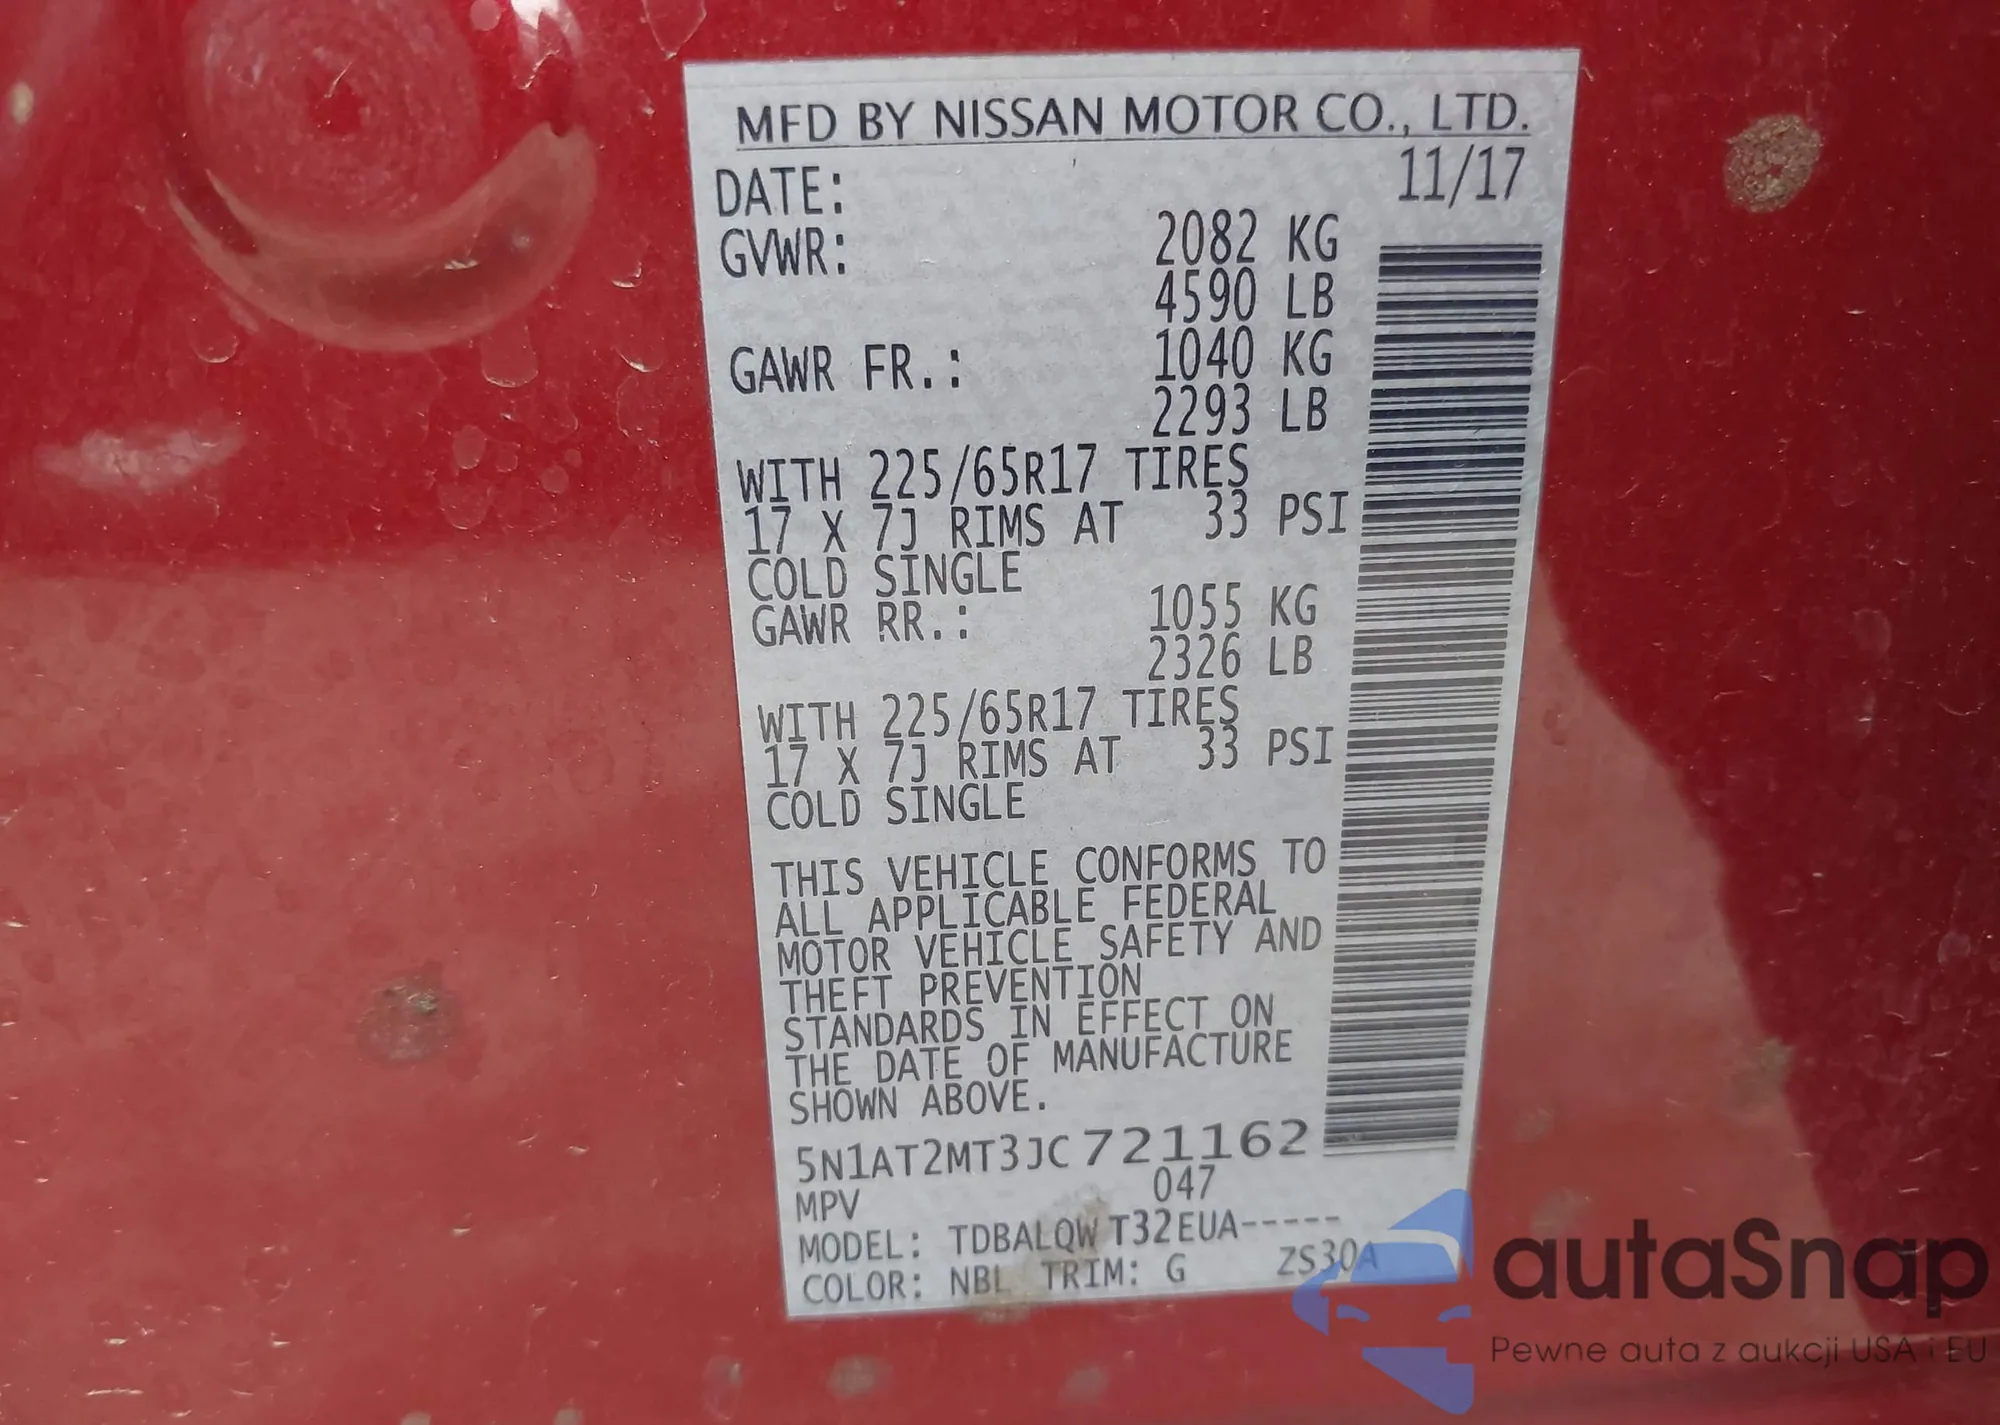 MFD BY NISSAN MOTOR CO., LTD.
DATE: 11/17
GVWR: 2082 KG
4590 LB
GAWR FR.: 1040 KG
2293 LB
WITH 225/65R17 TIRES
17 X 7J RIMS AT 33 PSI
COLD SINGLE
GAWR RR.: 1055 KG
2326 LB
WITH 225/65R17 TIRES
17 X 7J RIMS AT 33 PSI
COLD SINGLE
THIS VEHICLE CONFORMS TO
ALL APPLICABLE FEDERAL
MOTOR VEHICLE SAFETY AND
THEFT PREVENTION
STANDARDS IN EFFECT ON
THE DATE OF MANUFACTURE
SHOWN ABOVE.
5N1AT2MT3JC721162
MPV 047
MODEL: TDBALQW T32EUA-----
COLOR: NBL TRIM: G ZS30A
autaSnap
Pewne auta z aukcji USA i EU